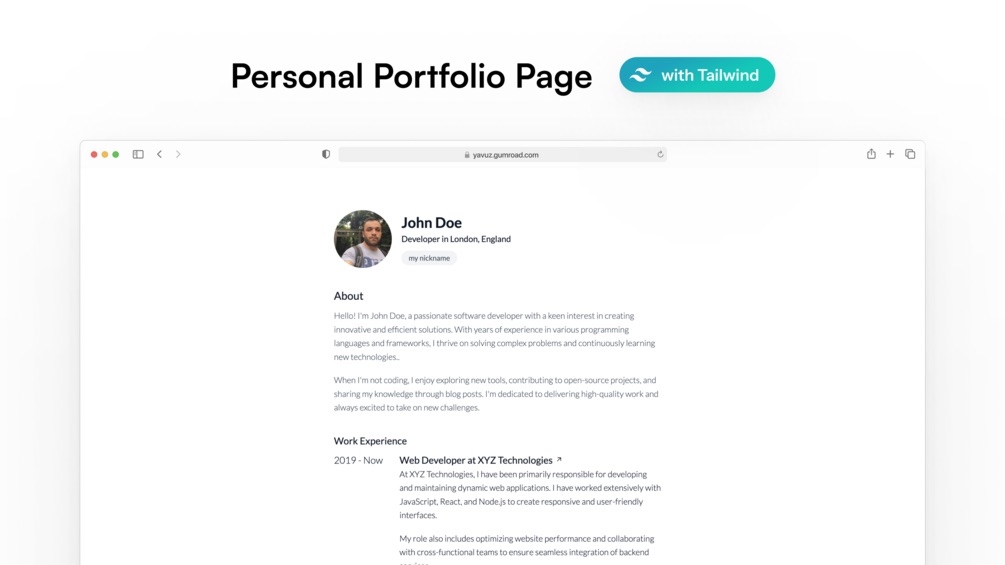 Personal Portfolio Page
with Tailwind
yavuz.gumroad.com
John Doe
Developer in London, England
my nickname
About
Hello! I'm John Doe, a passionate software developer with a keen interest in creating
innovative and efficient solutions. With years of experience in various programming
languages and frameworks, I thrive on solving complex problems and continuously learning
new technologies..
When I'm not coding, I enjoy exploring new tools, contributing to open-source projects, and
sharing my knowledge through blog posts. I'm dedicated to delivering high-quality work and
always excited to take on new challenges.
Work Experience
2019 - Now
Web Developer at XYZ Technologies ↗
At XYZ Technologies, I have been primarily responsible for developing
and maintaining dynamic web applications. I have worked extensively with
JavaScript, React, and Node.js to create responsive and user-friendly
interfaces.
My role also includes optimizing website performance and collaborating
with cross-functional teams to ensure seamless integration of backend